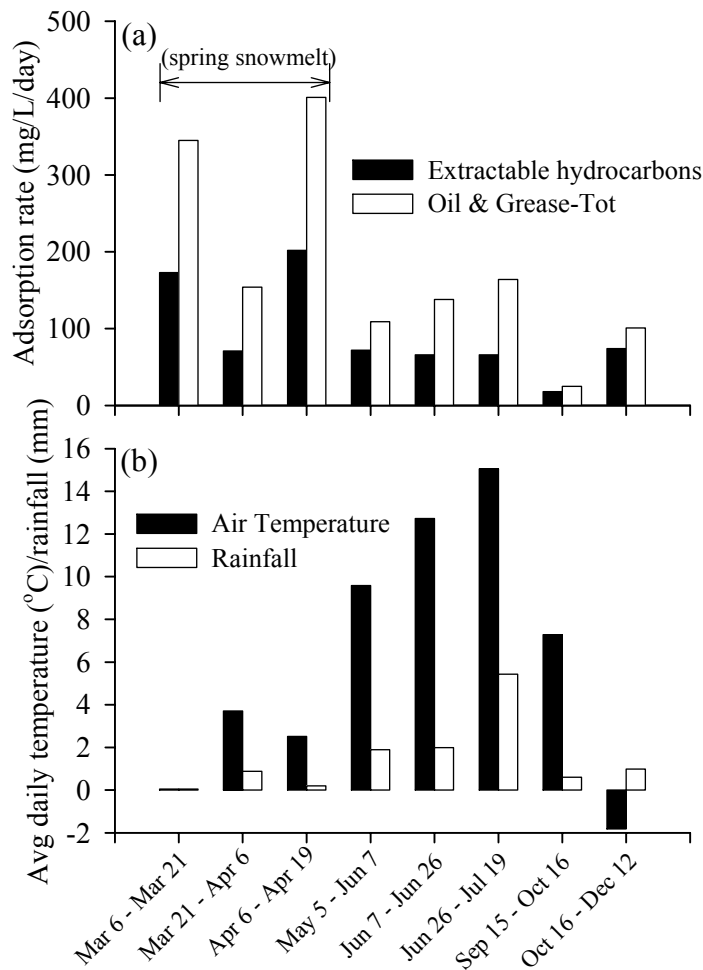 500
(a)
(spring snowmelt)
400
300
200
100
0
Adsorption rate (mg/L/day)
Extractable hydrocarbons
Oil & Grease-Tot
16
(b)
14
12
10
8
6
4
2
0
-2
Avg daily temperature (°C)/rainfall (mm)
Air Temperature
Rainfall
Mar 6 - Mar 21
Mar 21 - Apr 6
Apr 6 - Apr 19
May 5 - Jun 7
Jun 7 - Jun 26
Jun 26 - Jul 19
Sep 15 - Oct 16
Oct 16 - Dec 12